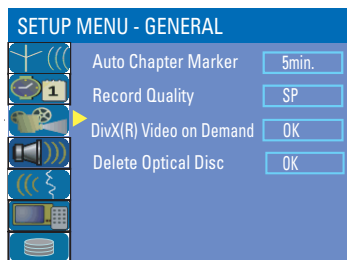 SETUP MENU - GENERAL
Auto Chapter Marker 5min.
1 Record Quality SP
DivX(R) Video on Demand OK
Delete Optical Disc OK